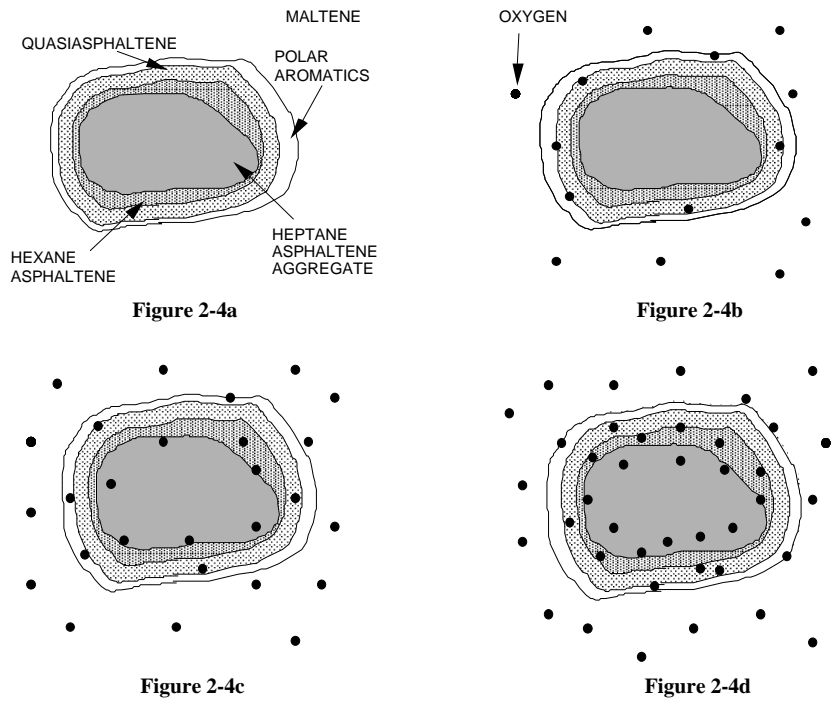 MALTENE
QUASIASPHALTENE
POLAR
AROMATICS
HEXANE
ASPHALTENE
HEPTANE
ASPHALTENE
AGGREGATE
Figure 2-4a
OXYGEN
Figure 2-4b
Figure 2-4c
Figure 2-4d